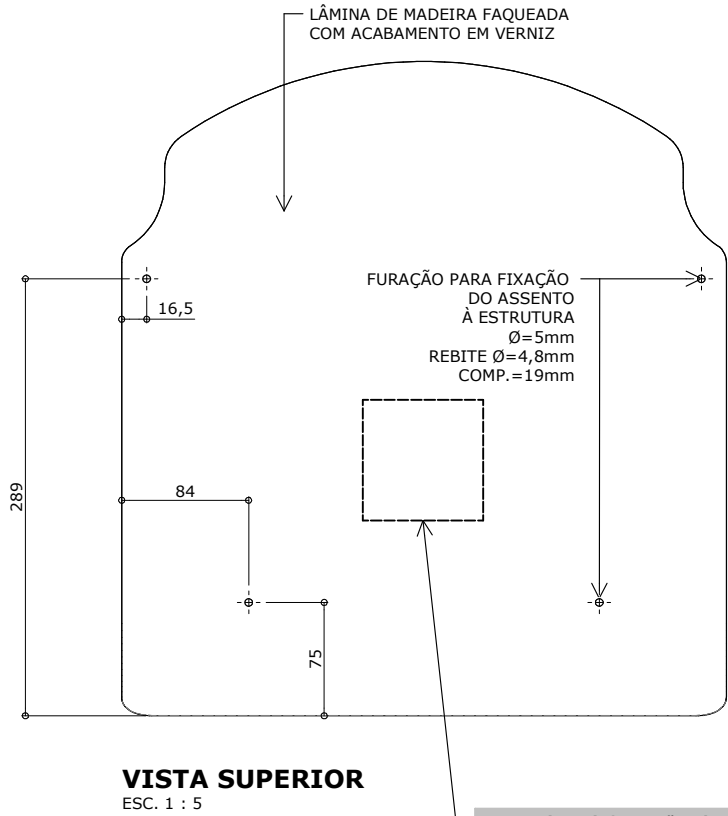 LÂMINA DE MADEIRA FAQUEADA
COM ACABAMENTO EM VERNIZ
FURAÇÃO PARA FIXAÇÃO
DO ASSENTO
À ESTRUTURA
Ø=5mm
REBITE Ø=4,8mm
COMP.=19mm
16,5
289
84
75
VISTA SUPERIOR
ESC. 1 : 5